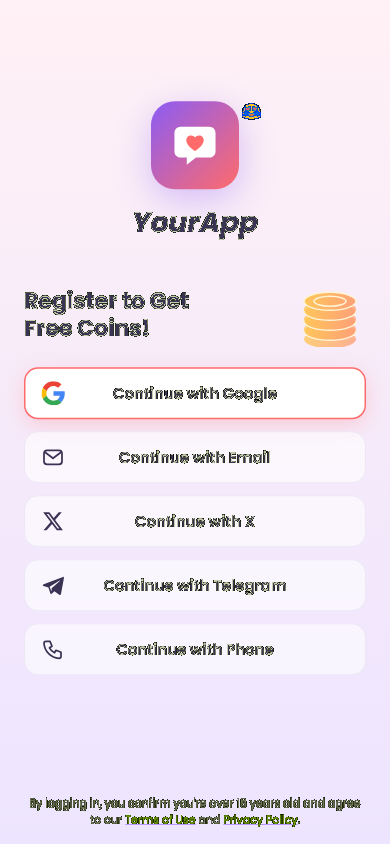 YourApp
Register to Get
Free Coins!
Continue with Google
Continue with Email
Continue with X
Continue with Telegram
Continue with Phone
By logging in, you confirm you're over 18 years old and agree
to our Terms of Use and Privacy Policy.